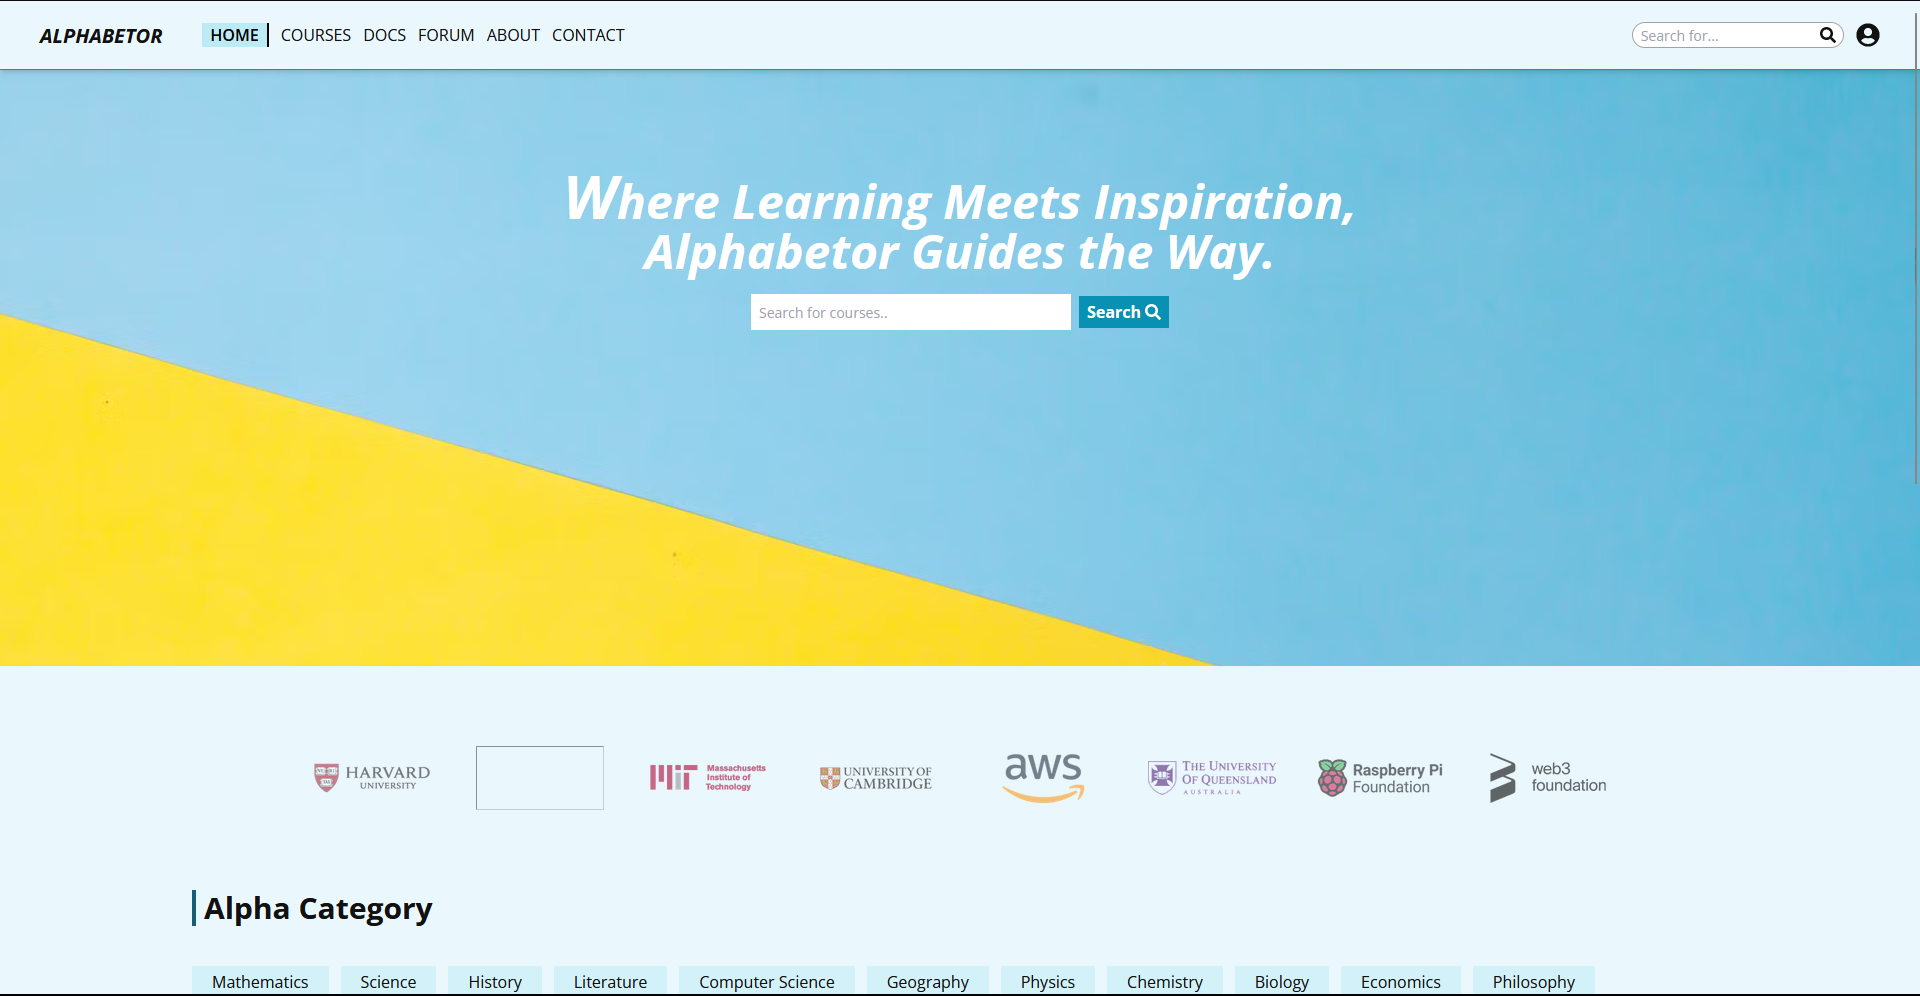 ALPHABETOR HOME COURSES DOCS FORUM ABOUT CONTACT Search for...
Where Learning Meets Inspiration,
Alphabetor Guides the Way.
Search for courses.. Search
HARVARD
UNIVERSITY
Massachusetts
Institute of
Technology
UNIVERSITY OF
CAMBRIDGE
aws
THE UNIVERSITY
OF QUEENSLAND
AUSTRALIA
Raspberry Pi
Foundation
web3
foundation
Alpha Category
Mathematics Science History Literature Computer Science Geography Physics Chemistry Biology Economics Philosophy